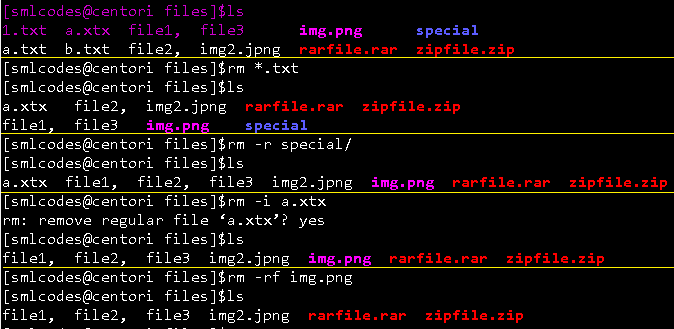 [smlcodes@centori files]$ls
1.txt a.xtx file1, file3 img.png special
a.txt b.txt file2, img2.jpng rarfile.rar zipfile.zip
[smlcodes@centori files]$rm *.txt
[smlcodes@centori files]$ls
a.xtx file2, img2.jpng rarfile.rar zipfile.zip
file1, file3 img.png special
[smlcodes@centori files]$rm -r special/
[smlcodes@centori files]$ls
a.xtx file1, file2, file3 img2.jpng img.png rarfile.rar zipfile.zip
[smlcodes@centori files]$rm -i a.xtx
rm: remove regular file ‘a.xtx’? yes
[smlcodes@centori files]$ls
file1, file2, file3 img2.jpng img.png rarfile.rar zipfile.zip
[smlcodes@centori files]$rm -rf img.png
[smlcodes@centori files]$ls
file1, file2, file3 img2.jpng rarfile.rar zipfile.zip